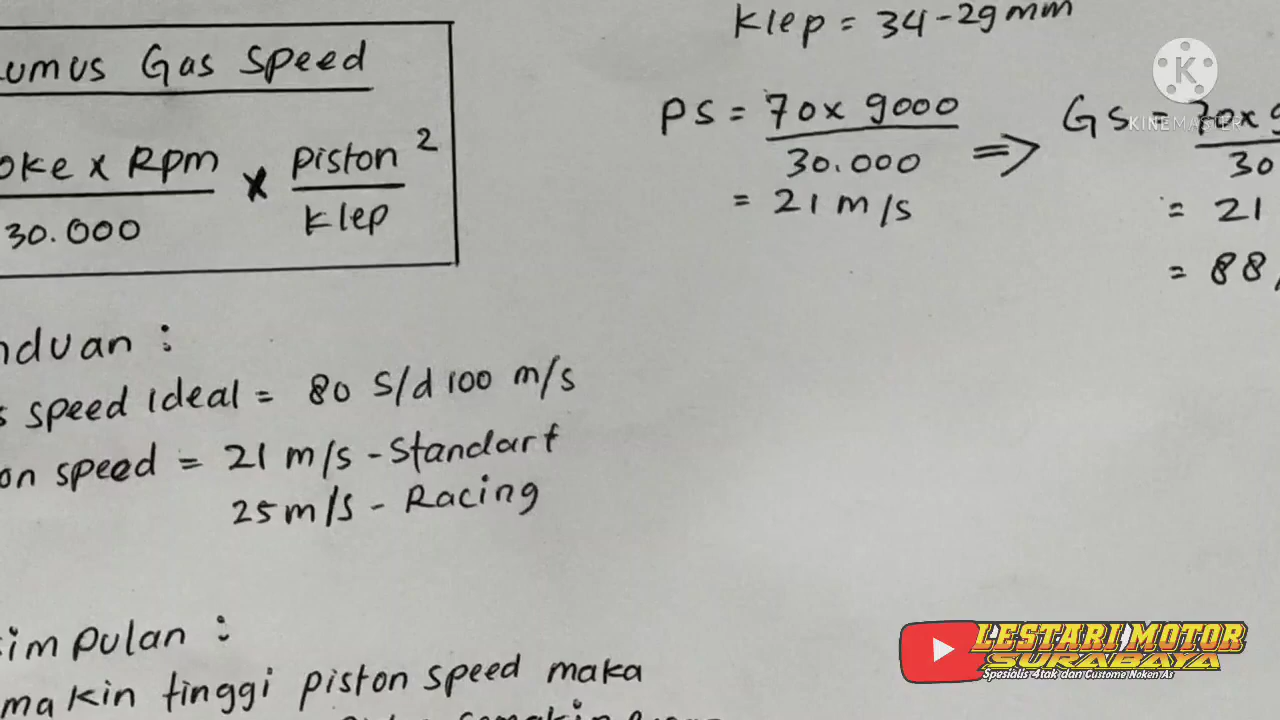 umus Gas Speed
oke x Rpm
30.000
x
Piston 2
Klep
nduan :
s speed ideal = 80 s/d 100 m/s
on speed = 21 m/s - Standart
25 m/s - Racing
impulan :
makin tinggi piston speed maka
Klep = 34-29 mm
PS = 70 x 9000
30.000
= 21 m/s
=>
GS = 70 x 9
30
= 21
= 88,
K
KINEMASTER
LESTARI MOTOR
SURABAYA
Spesialis 4tak dan Custome Noken As